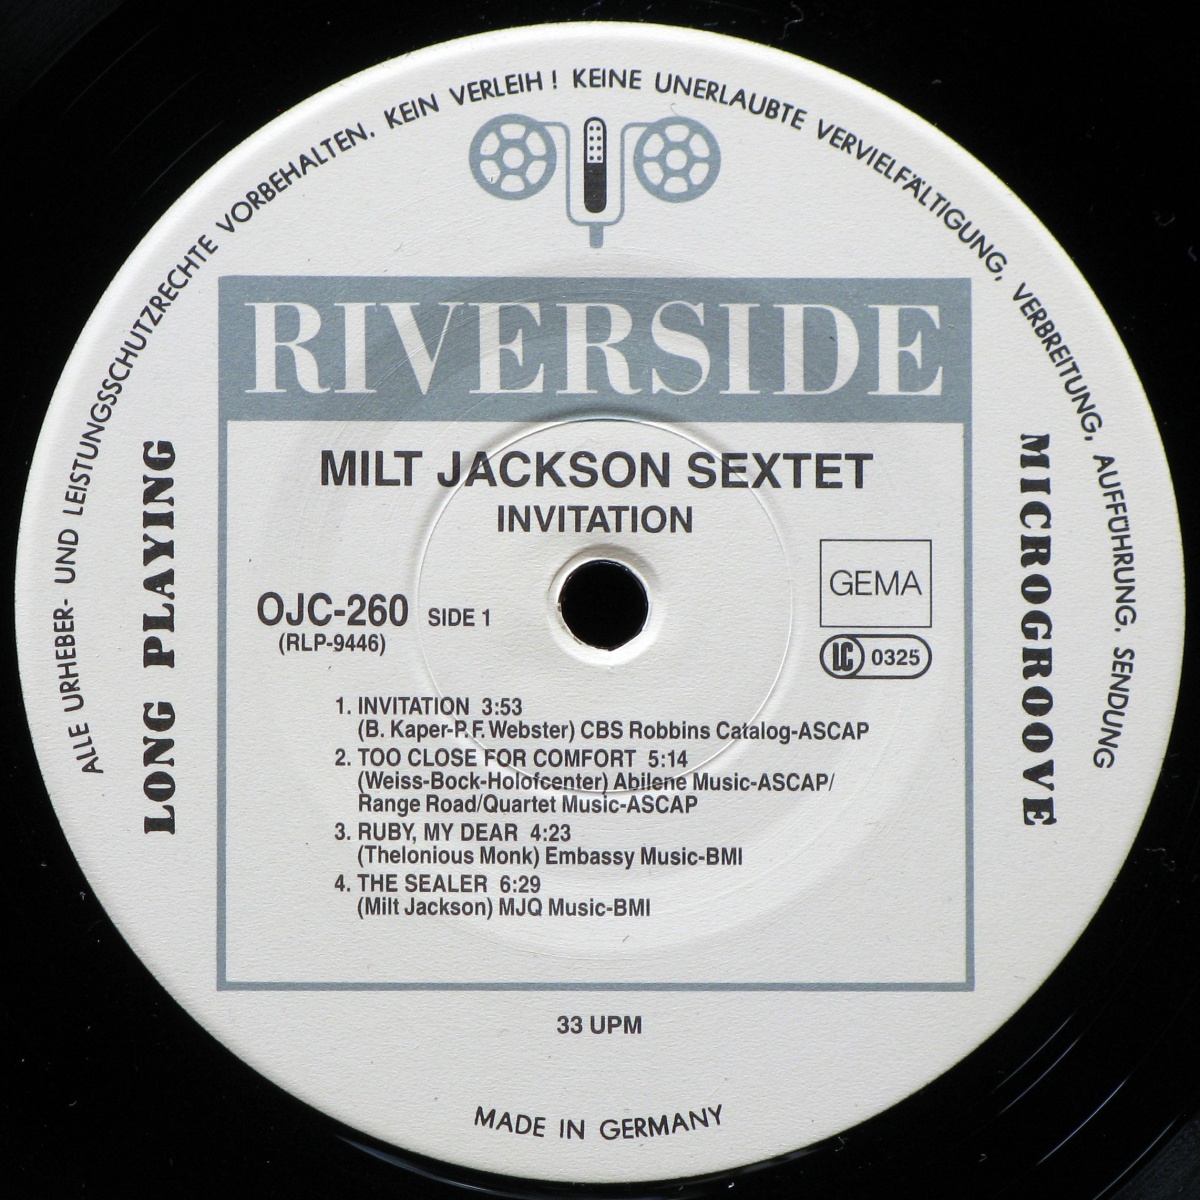 ALLE URHEBER- UND LEISTUNGSSCHUTZRECHTE VORBEHALTEN. KEIN VERLEIH! KEINE UNERLAUBTE VERVIELFÄLTIGUNG, VERBREITUNG, AUFFÜHRUNG, SENDUNG
LONG PLAYING
MICROGROOVE
RIVERSIDE
MILT JACKSON SEXTET
INVITATION
OJC-260 SIDE 1
(RLP-9446)
GEMA
LC 0325
1. INVITATION 3:53
(B. Kaper-P.F. Webster) CBS Robbins Catalog-ASCAP
2. TOO CLOSE FOR COMFORT 5:14
(Weiss-Bock-Holofcenter) Abilene Music-ASCAP/
Range Road/Quartet Music-ASCAP
3. RUBY, MY DEAR 4:23
(Thelonious Monk) Embassy Music-BMI
4. THE SEALER 6:29
(Milt Jackson) MJQ Music-BMI
33 UPM
MADE IN GERMANY